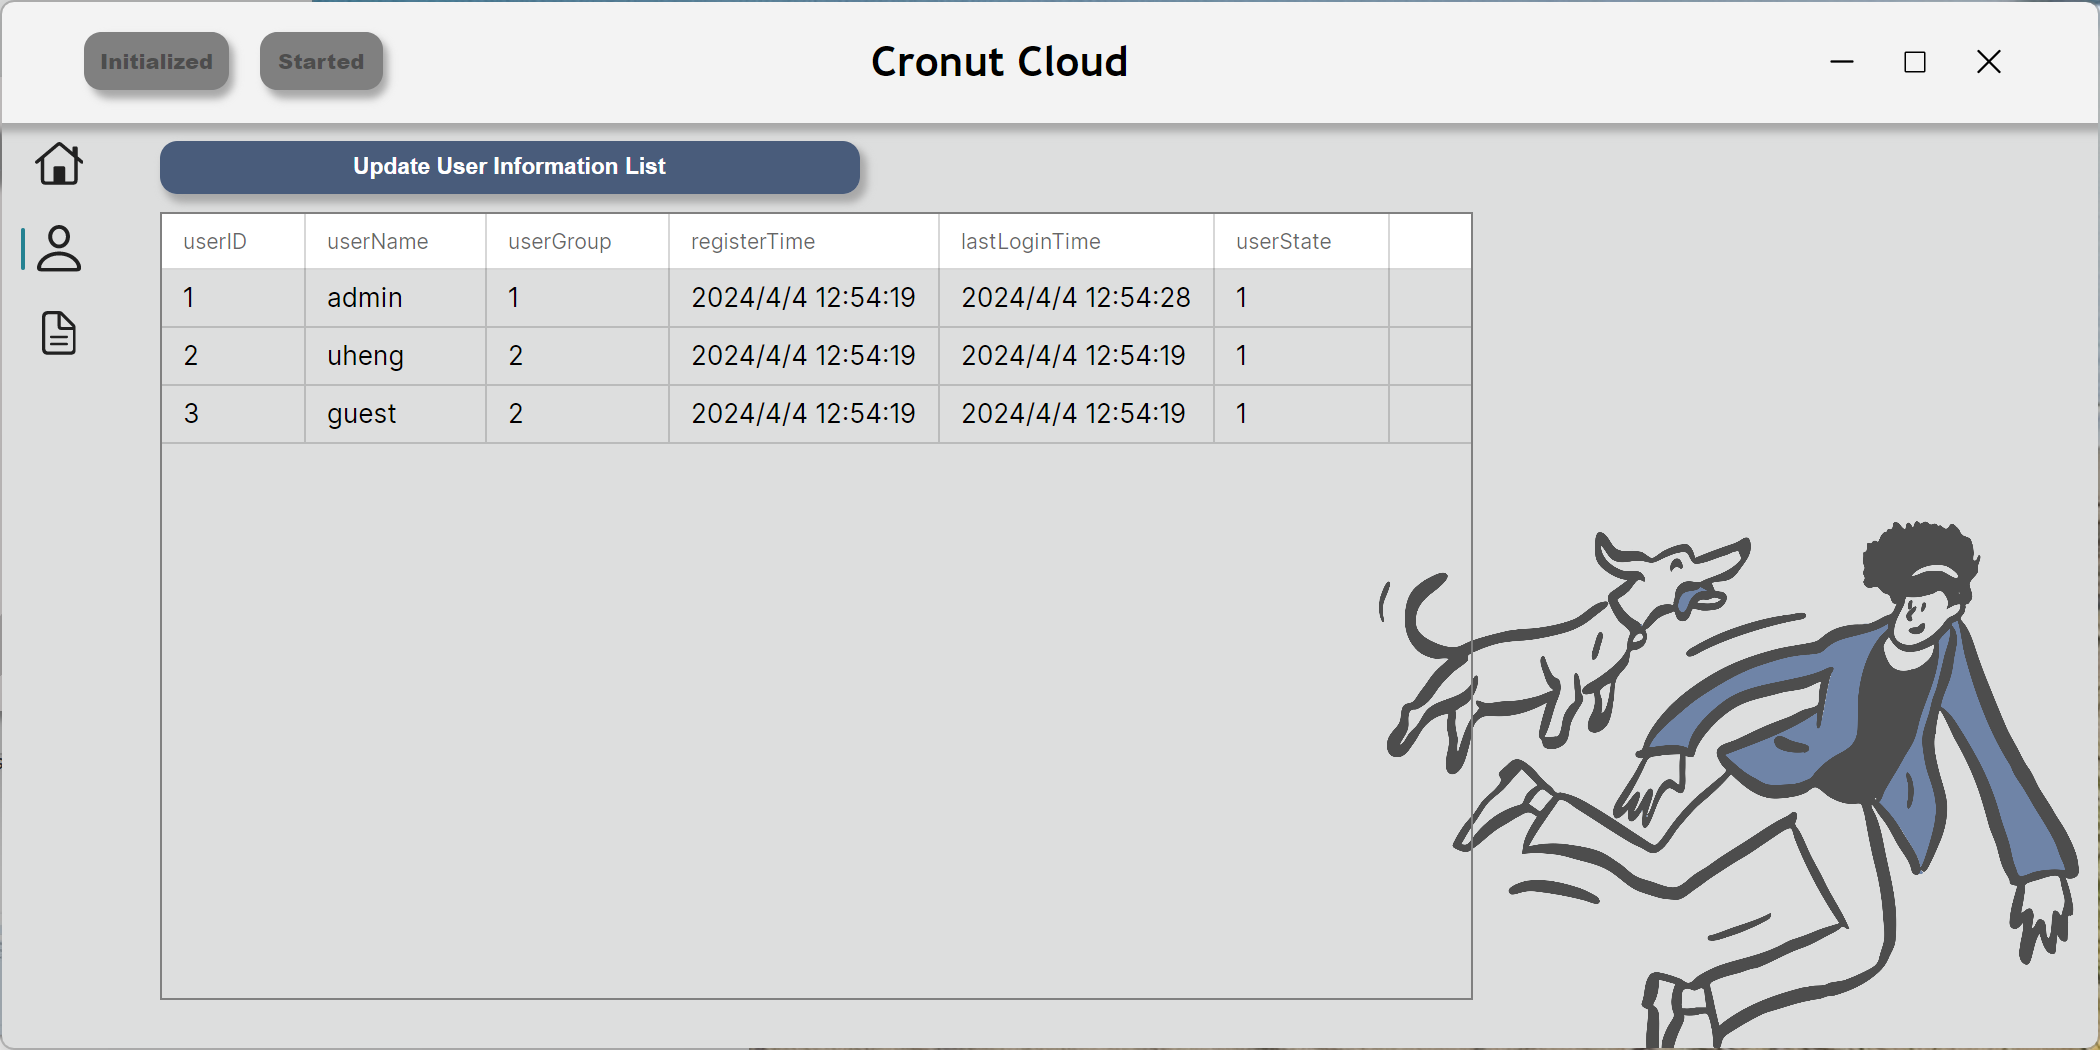 Initialized Started Cronut Cloud
Update User Information List
userID userName userGroup registerTime lastLoginTime userState
1 admin 1 2024/4/4 12:54:19 2024/4/4 12:54:28 1
2 uheng 2 2024/4/4 12:54:19 2024/4/4 12:54:19 1
3 guest 2 2024/4/4 12:54:19 2024/4/4 12:54:19 1